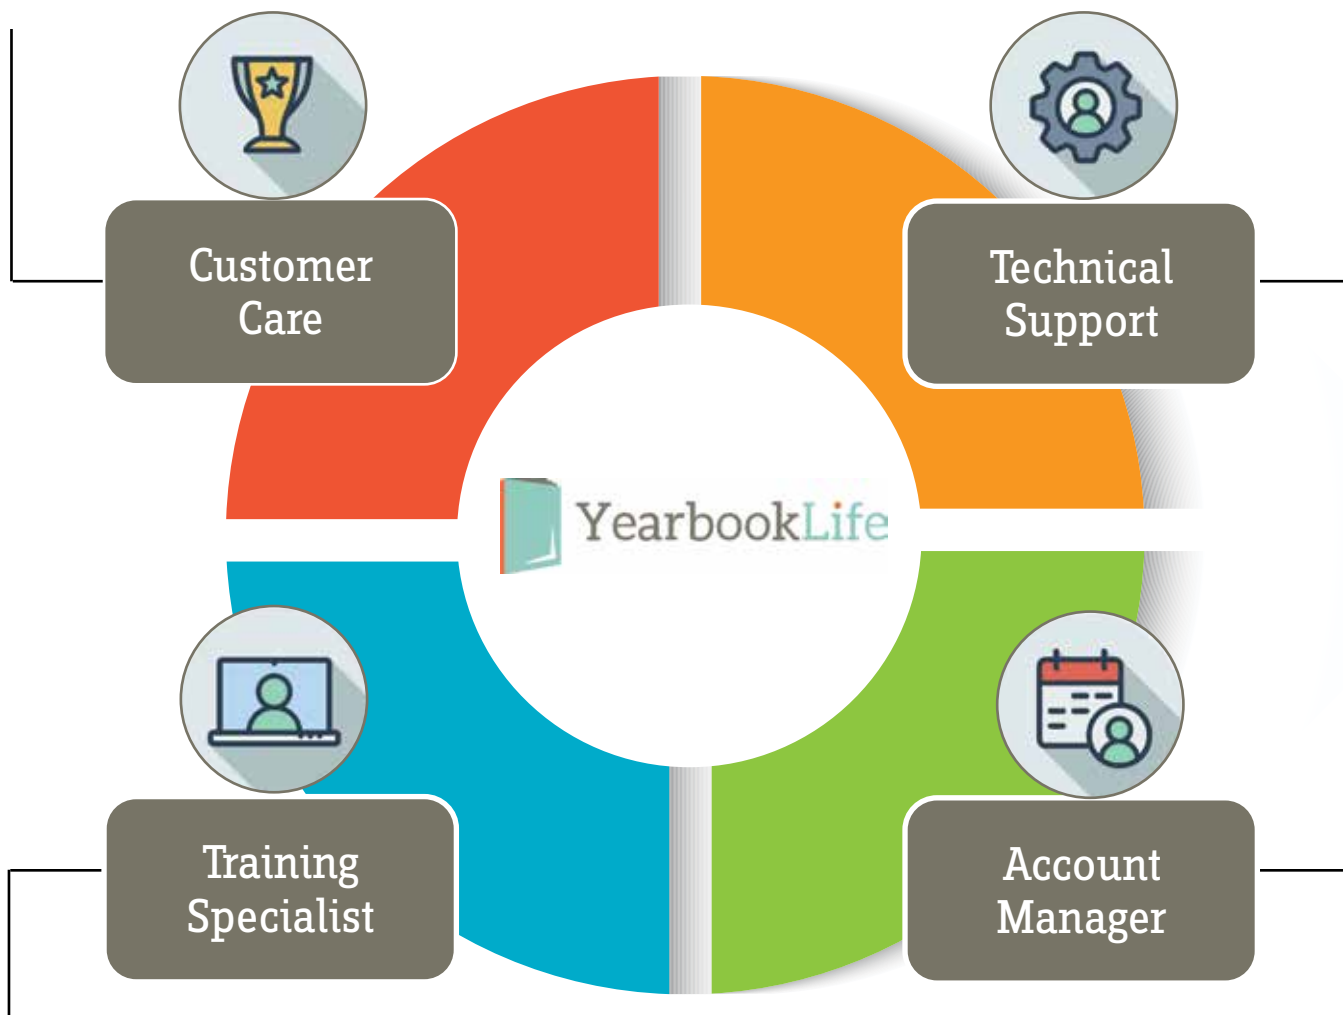 Customer
Care
Technical
Support
YearbookLife
Training
Specialist
Account
Manager